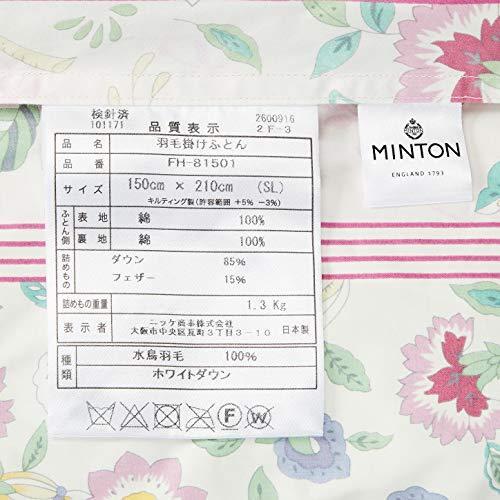 検針済
101171
品質表示
2600916
2F-3
品名 羽毛掛けふとん
品番 FH-81501
サイズ 150cm × 210cm (SL)
キルティング製(許容範囲 +5% -3%)
ふとん側 表地 綿 100%
裏地 綿 100%
詰めもの ダウン 85%
フェザー 15%
詰めもの重量 1.3Kg
表示者 ニッケ商事株式会社
大阪市中央区瓦町3丁目3-10 日本製
種類 水鳥羽毛 100%
ホワイトダウン
F W
MINTON
ENGLAND 1793